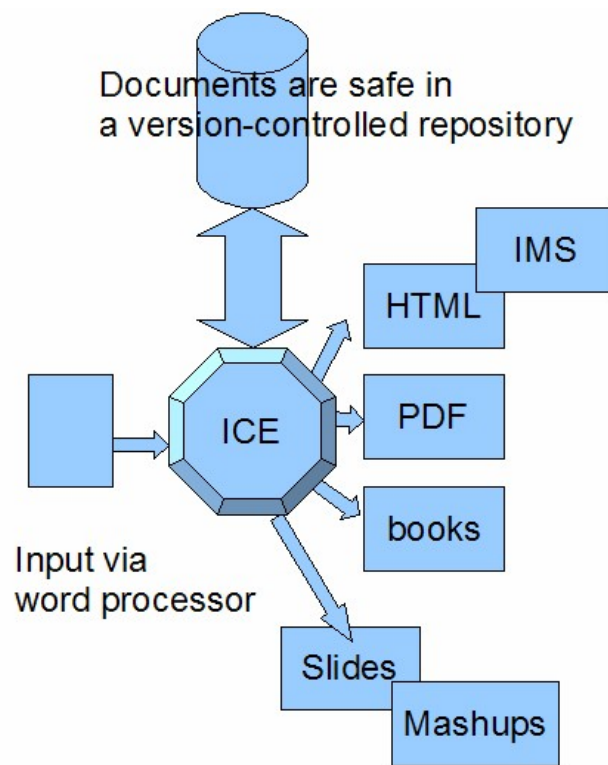 Documents are safe in
a version-controlled repository
IMS
HTML
ICE
PDF
books
Input via
word processor
Slides
Mashups